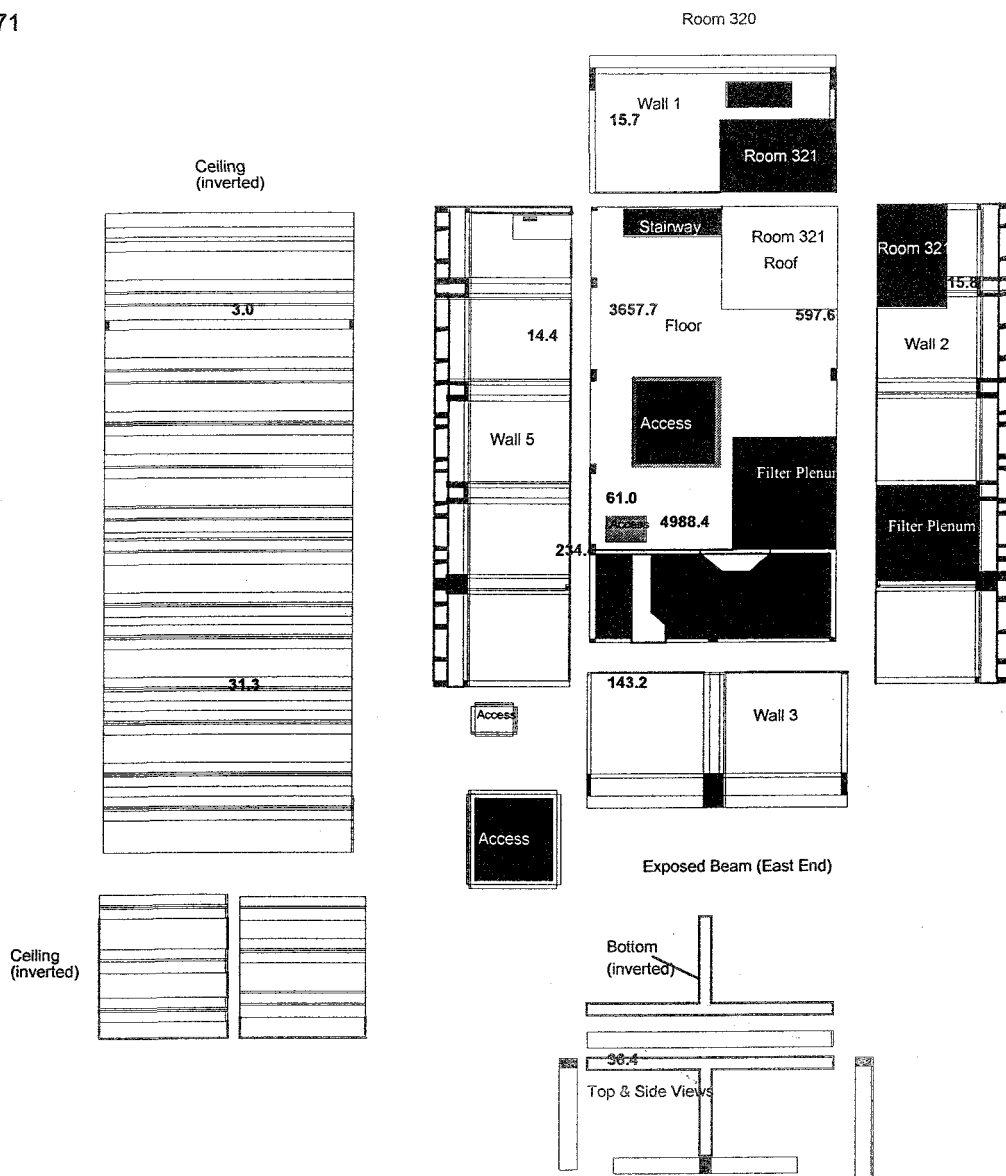 71
Room 320
Wall 1
15.7
Room 321
Ceiling
(inverted)
Stairway
Room 321
Roof
Room 321
15.8
3.0
3657.7
597.6
Floor
14.4
Wall 2
Access
Wall 5
Filter Plenum
61.0
Access
4988.4
Filter Plenum
234.
31.3
143.2
Access
Wall 3
Access
Exposed Beam (East End)
Bottom
(inverted)
Ceiling
(inverted)
36.4
Top & Side Views